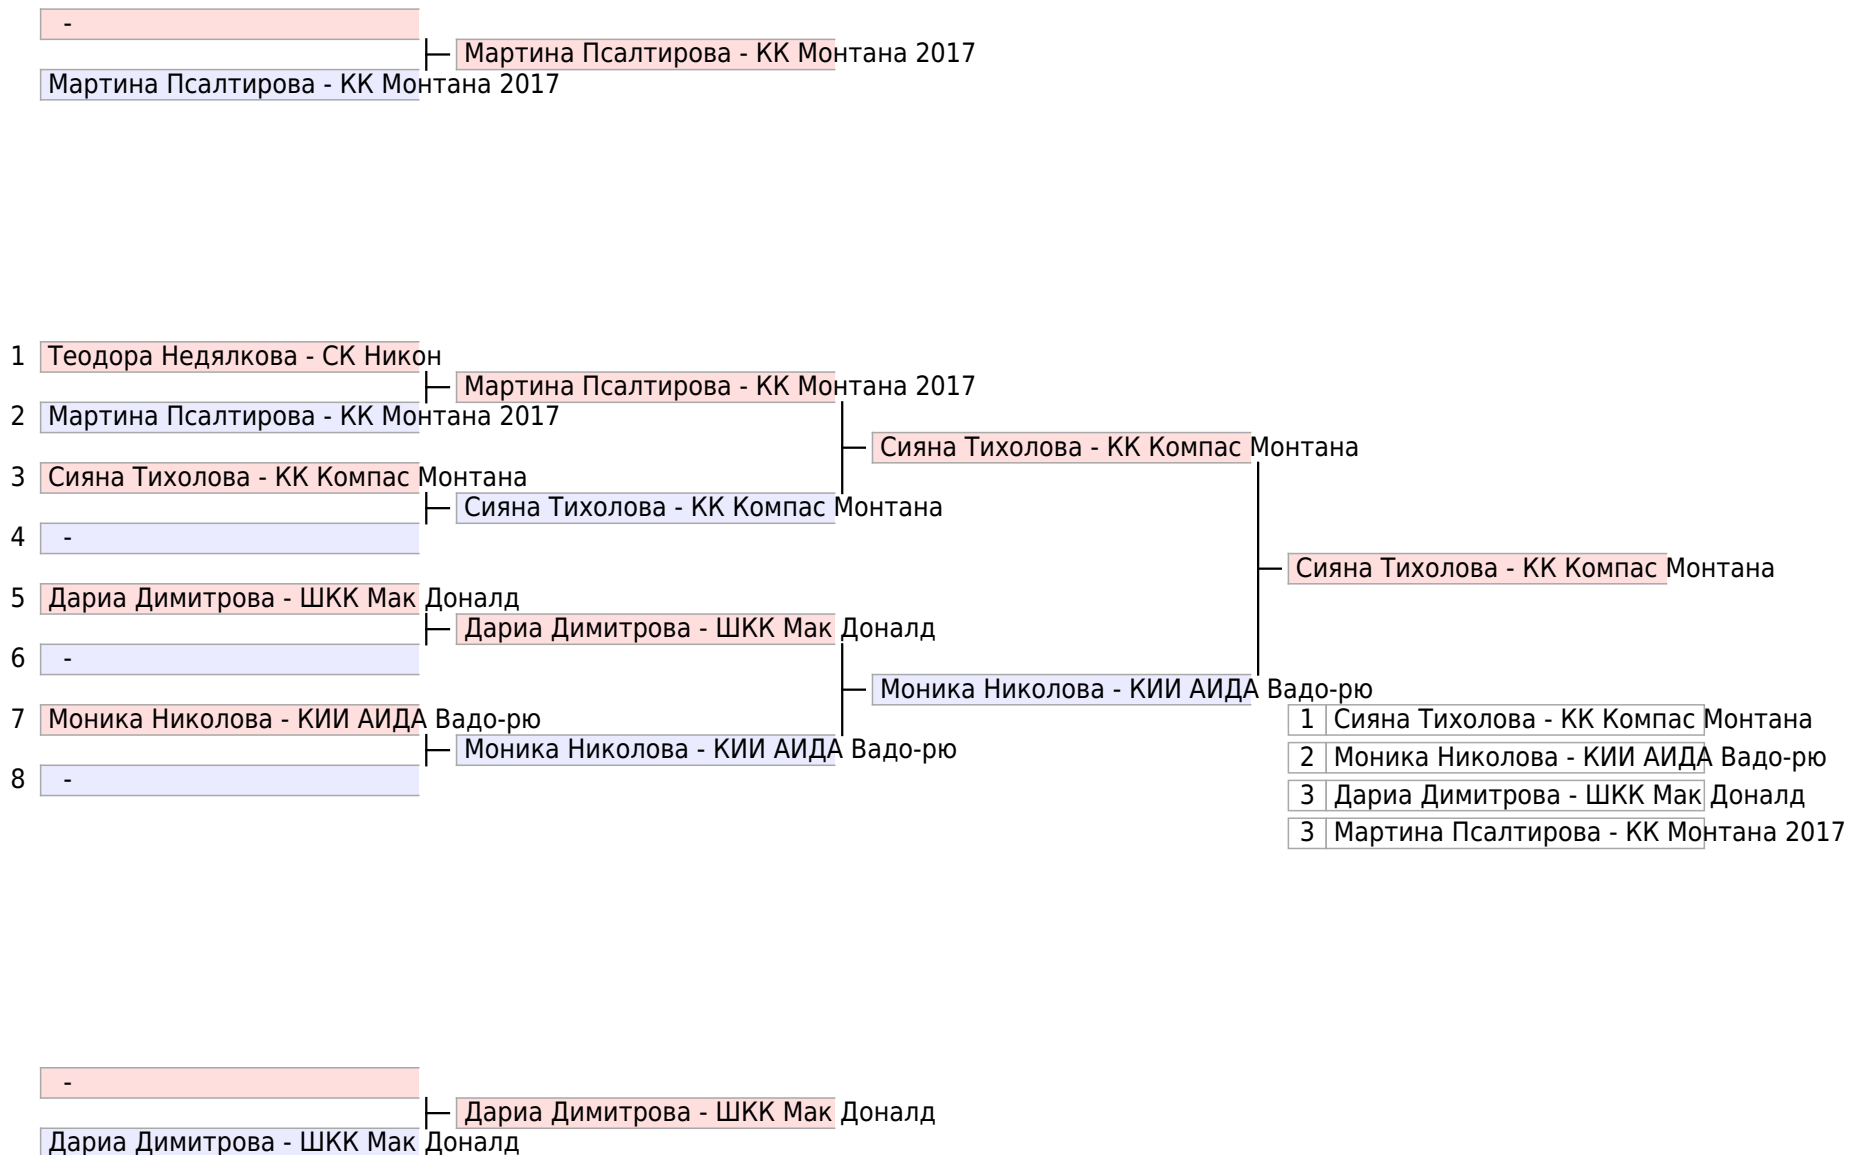 -
Мартина Псалтирова - КК Монтана 2017
Мартина Псалтирова - КК Монтана 2017
1 Теодора Недялкова - СК Никон
Мартина Псалтирова - КК Монтана 2017
2 Мартина Псалтирова - КК Монтана 2017
Сияна Тихолова - КК Компас Монтана
3 Сияна Тихолова - КК Компас Монтана
Сияна Тихолова - КК Компас Монтана
4 -
Сияна Тихолова - КК Компас Монтана
5 Дариа Димитрова - ШКК Мак Доналд
Дариа Димитрова - ШКК Мак Доналд
6 -
Моника Николова - КИИ АИДА Вадо-рю
7 Моника Николова - КИИ АИДА Вадо-рю
Моника Николова - КИИ АИДА Вадо-рю
8 -
1 Сияна Тихолова - КК Компас Монтана
2 Моника Николова - КИИ АИДА Вадо-рю
3 Дариа Димитрова - ШКК Мак Доналд
3 Мартина Псалтирова - КК Монтана 2017
-
Дариа Димитрова - ШКК Мак Доналд
Дариа Димитрова - ШКК Мак Доналд